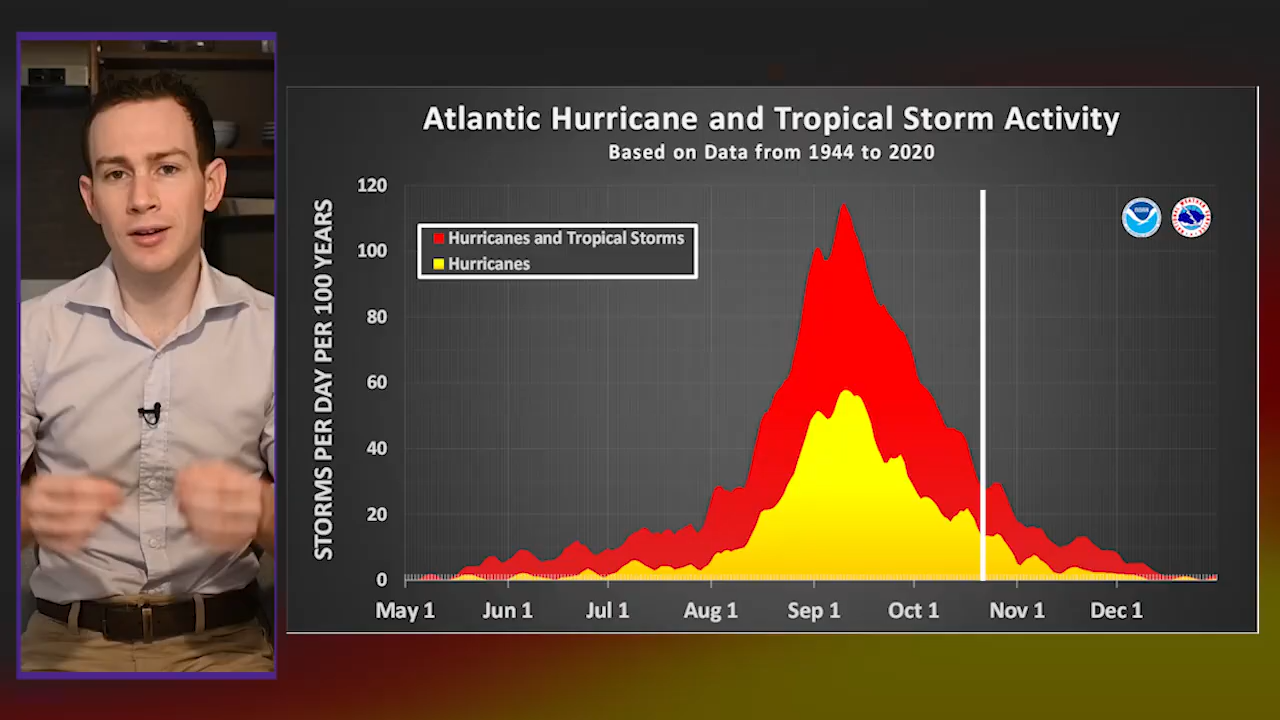 Atlantic Hurricane and Tropical Storm Activity
Based on Data from 1944 to 2020
STORMS PER DAY PER 100 YEARS
120
100
80
60
40
20
0
Hurricanes and Tropical Storms
Hurricanes
NOAA
May 1 Jun 1 Jul 1 Aug 1 Sep 1 Oct 1 Nov 1 Dec 1